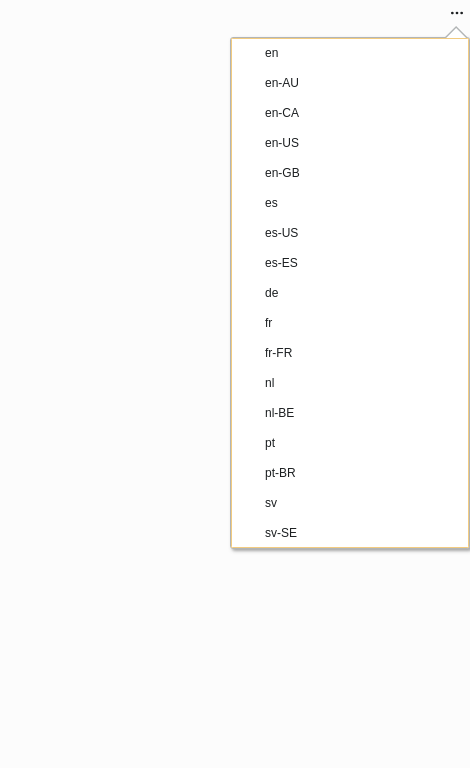 en
en-AU
en-CA
en-US
en-GB
es
es-US
es-ES
de
fr
fr-FR
nl
nl-BE
pt
pt-BR
sv
sv-SE